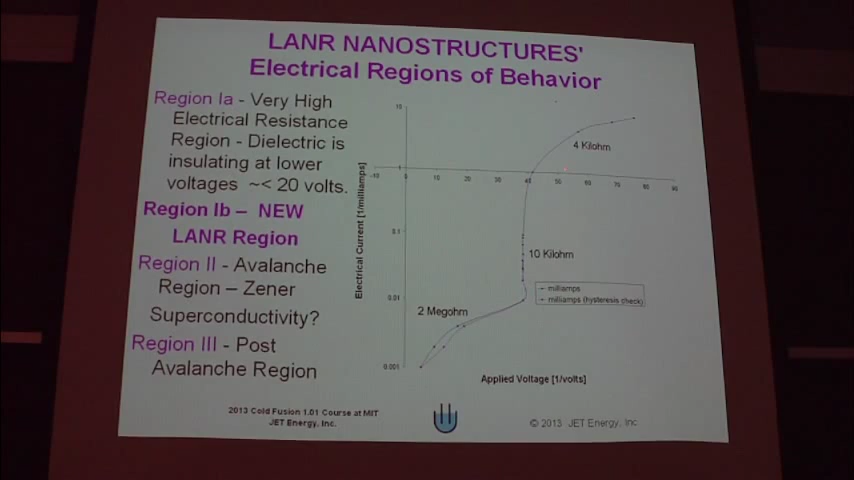 LANR NANOSTRUCTURES'
Electrical Regions of Behavior
Region Ia - Very High
Electrical Resistance
Region - Dielectric is
insulating at lower
voltages ~< 20 volts.
Region Ib – NEW
LANR Region
Region II - Avalanche
Region – Zener
Superconductivity?
Region III - Post
Avalanche Region
Electrical Current [1/milliamps]
10
1
0.1
0.01
0.001
-10 0 10 20 30 40 50 60 70 80 90
4 Kilohm
10 Kilohm
2 Megohm
milliamps
milliamps (hysteresis check)
Applied Voltage [1/volts]
2013 Cold Fusion 1.01 Course at MIT
JET Energy, Inc.
© 2013 JET Energy, Inc.